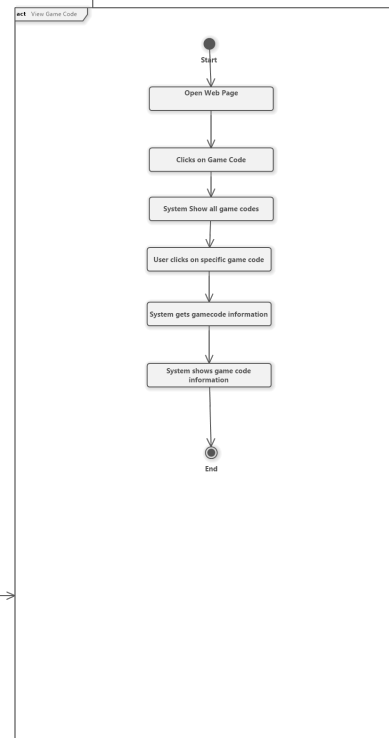 act View Game Code
Start
Open Web Page
Clicks on Game Code
System Show all game codes
User clicks on specific game code
System gets gamecode information
System shows game code
information
End